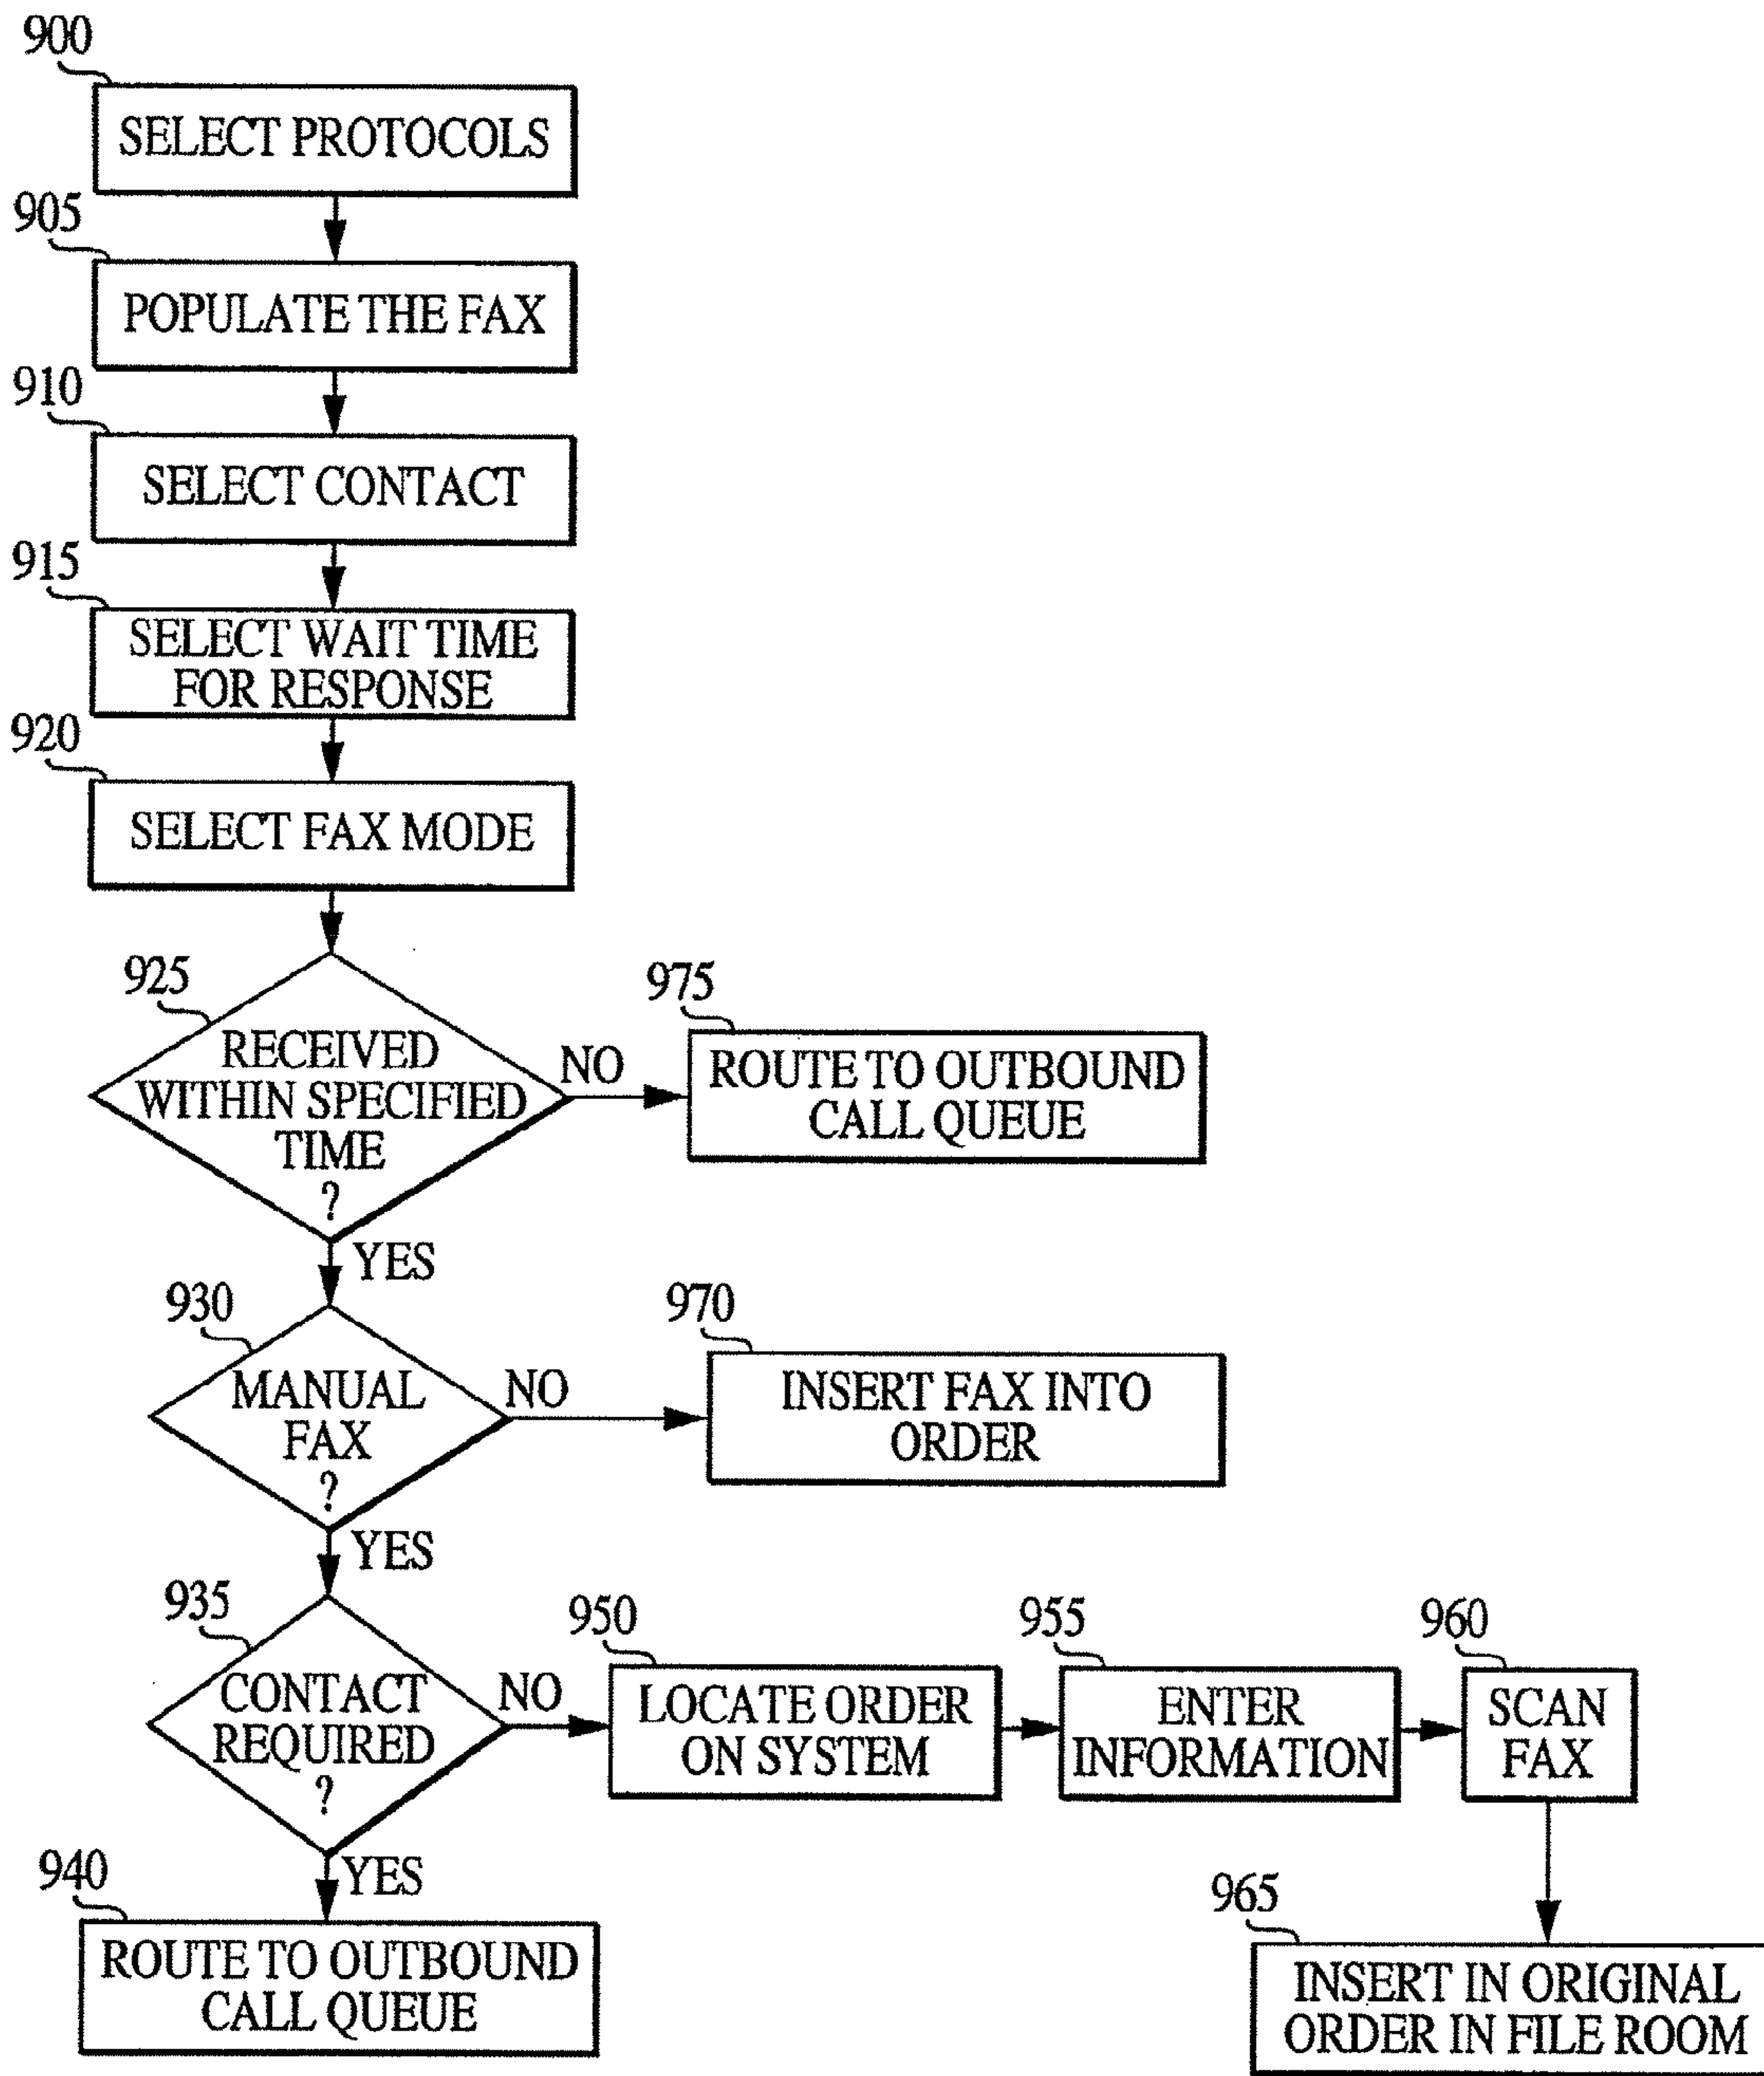 900
SELECT PROTOCOLS
905
POPULATE THE FAX
910
SELECT CONTACT
915
SELECT WAIT TIME
FOR RESPONSE
920
SELECT FAX MODE
925
RECEIVED
WITHIN SPECIFIED
TIME
?
NO
975
ROUTE TO OUTBOUND
CALL QUEUE
YES
930
MANUAL
FAX
?
NO
970
INSERT FAX INTO
ORDER
YES
935
CONTACT
REQUIRED
?
NO
950
LOCATE ORDER
ON SYSTEM
955
ENTER
INFORMATION
960
SCAN
FAX
YES
940
ROUTE TO OUTBOUND
CALL QUEUE
965
INSERT IN ORIGINAL
ORDER IN FILE ROOM